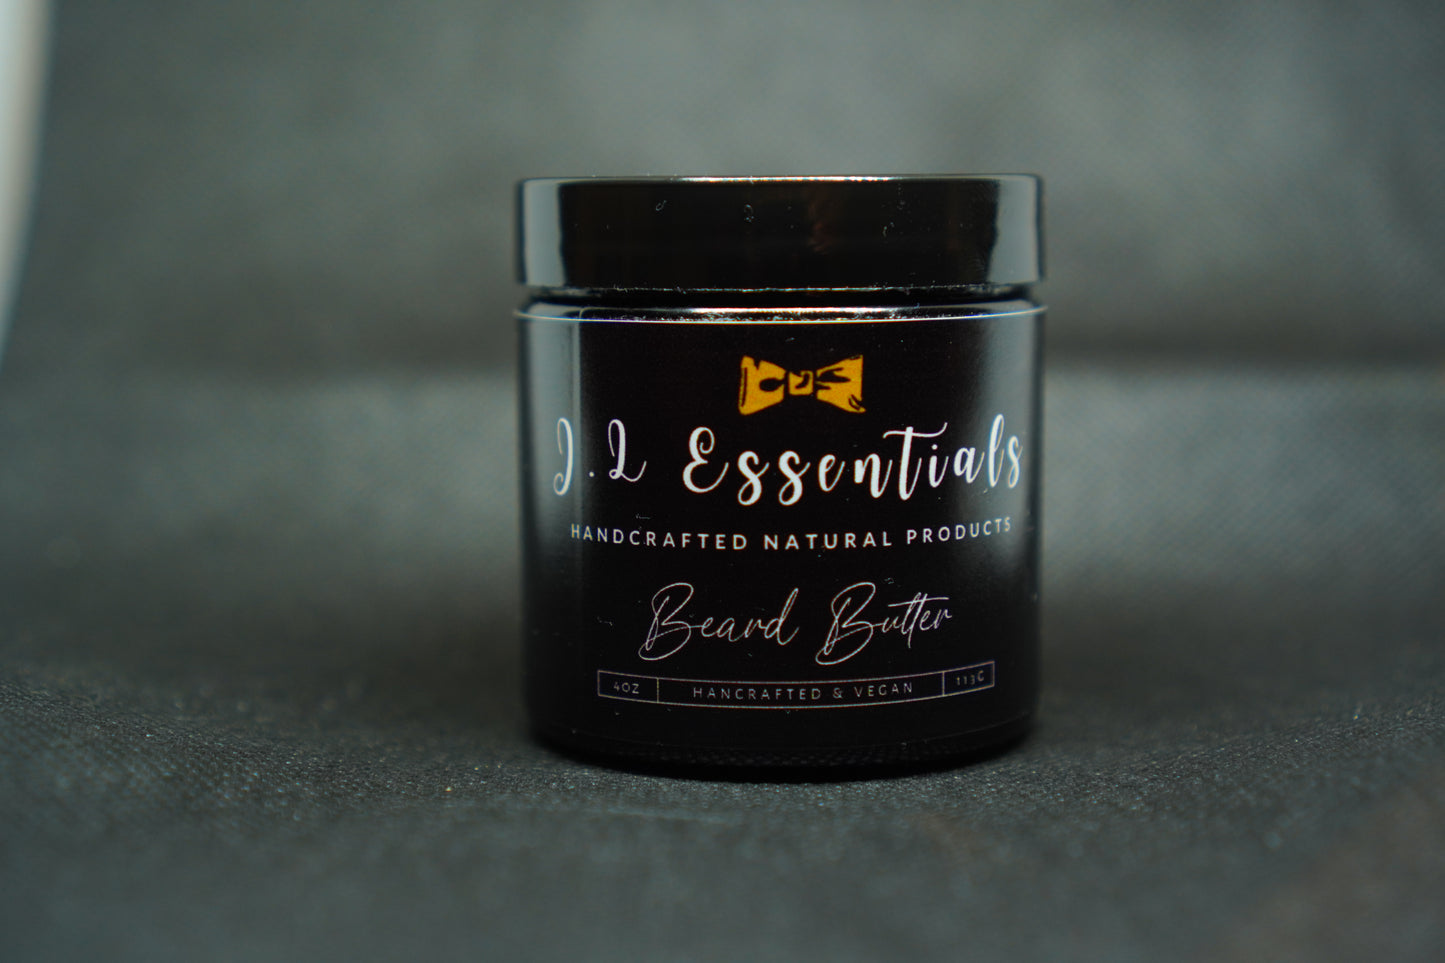 J.L Essentials
HANDCRAFTED NATURAL PRODUCTS
Beard Butter
4OZ HANCRAFTED & VEGAN 113G